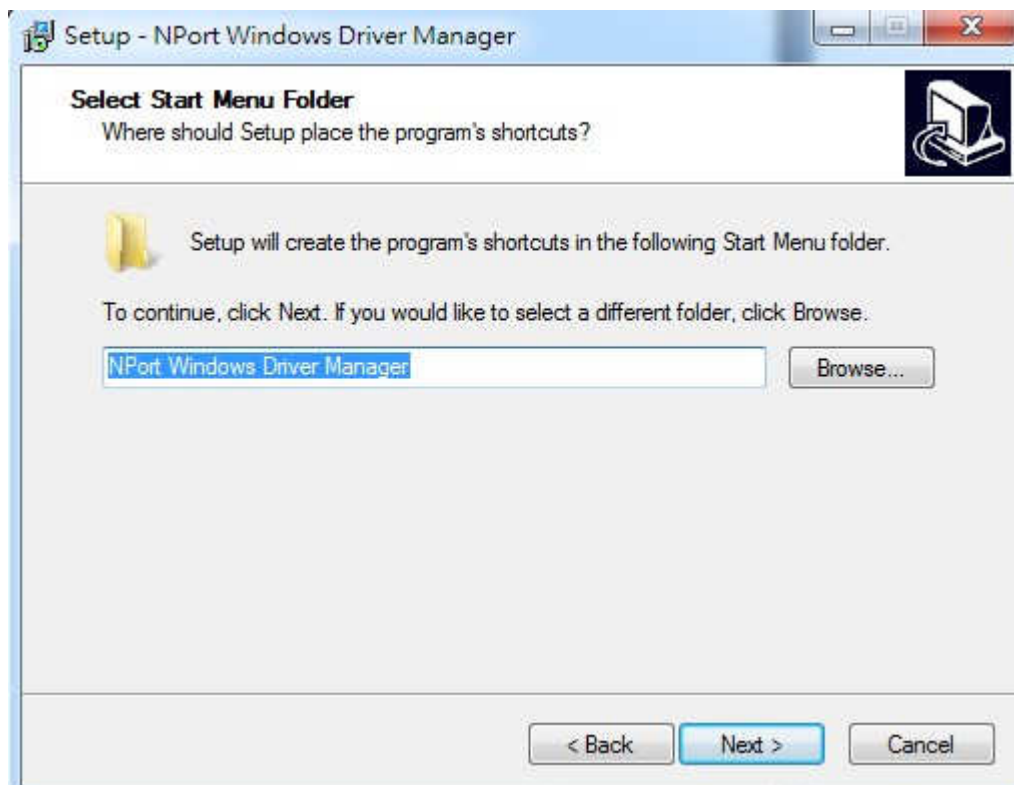 Setup - NPort Windows Driver Manager
Select Start Menu Folder
Where should Setup place the program's shortcuts?
Setup will create the program's shortcuts in the following Start Menu folder.
To continue, click Next. If you would like to select a different folder, click Browse.
NPort Windows Driver Manager
Browse...
< Back
Next >
Cancel